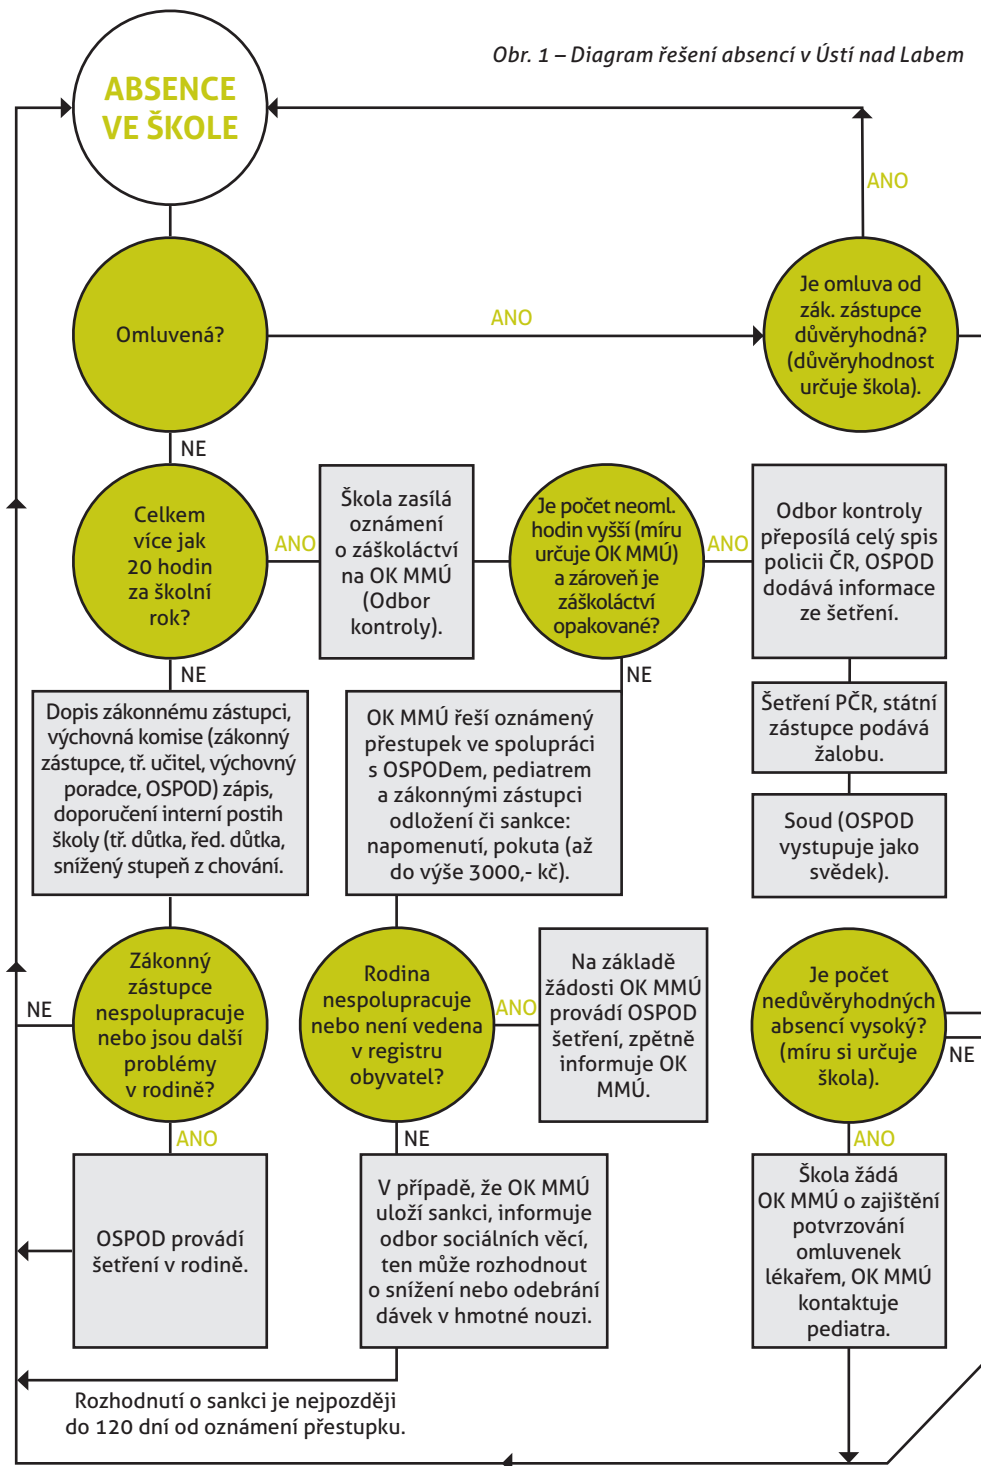 Obr. 1 – Diagram řešení absencí v Ústí nad Labem
ABSENCE
VE ŠKOLE
ANO
Omluvená?
ANO
Je omluva od
zák. zástupce
důvěryhodná?
(důvěryhodnost
určuje škola).
NE
Celkem
více jak
20 hodin
za školní
rok?
ANO
Škola zasílá
oznámení
o záškoláctví
na OK MMÚ
(Odbor
kontroly).
Je počet neoml.
hodin vyšší (míru
určuje OK MMÚ)
a zároveň je
záškoláctví
opakované?
ANO
Odbor kontroly
přeposílá celý spis
policii ČR, OSPOD
dodává informace
ze šetření.
NE
NE
Dopis zákonnému zástupci,
výchovná komise (zákonný
zástupce, tř. učitel, výchovný
poradce, OSPOD) zápis,
doporučení interní postih
školy (tř. důtka, řed. důtka,
snížený stupeň z chování.
OK MMÚ řeší oznámený
přestupek ve spolupráci
s OSPODem, pediatrem
a zákonnými zástupci
odložení či sankce:
napomenutí, pokuta (až
do výše 3000,- kč).
Šetření PČR, státní
zástupce podává
žalobu.
Soud (OSPOD
vystupuje jako
svědek).
NE
Zákonný
zástupce
nespolupracuje
nebo jsou další
problémy
v rodině?
Rodina
nespolupracuje
nebo není vedena
v registru
obyvatel?
ANO
Na základě
žádosti OK MMÚ
provádí OSPOD
šetření, zpětně
informuje OK
MMÚ.
Je počet
nedůvěryhodných
absencí vysoký?
(míru si určuje
škola).
NE
ANO
NE
ANO
OSPOD provádí
šetření v rodině.
V případě, že OK MMÚ
uloží sankci, informuje
odbor sociálních věcí,
ten může rozhodnout
o snížení nebo odebrání
dávek v hmotné nouzi.
Škola žádá
OK MMÚ o zajištění
potvrzování
omluvenek
lékařem, OK MMÚ
kontaktuje
pediatra.
Rozhodnutí o sankci je nejpozději
do 120 dní od oznámení přestupku.